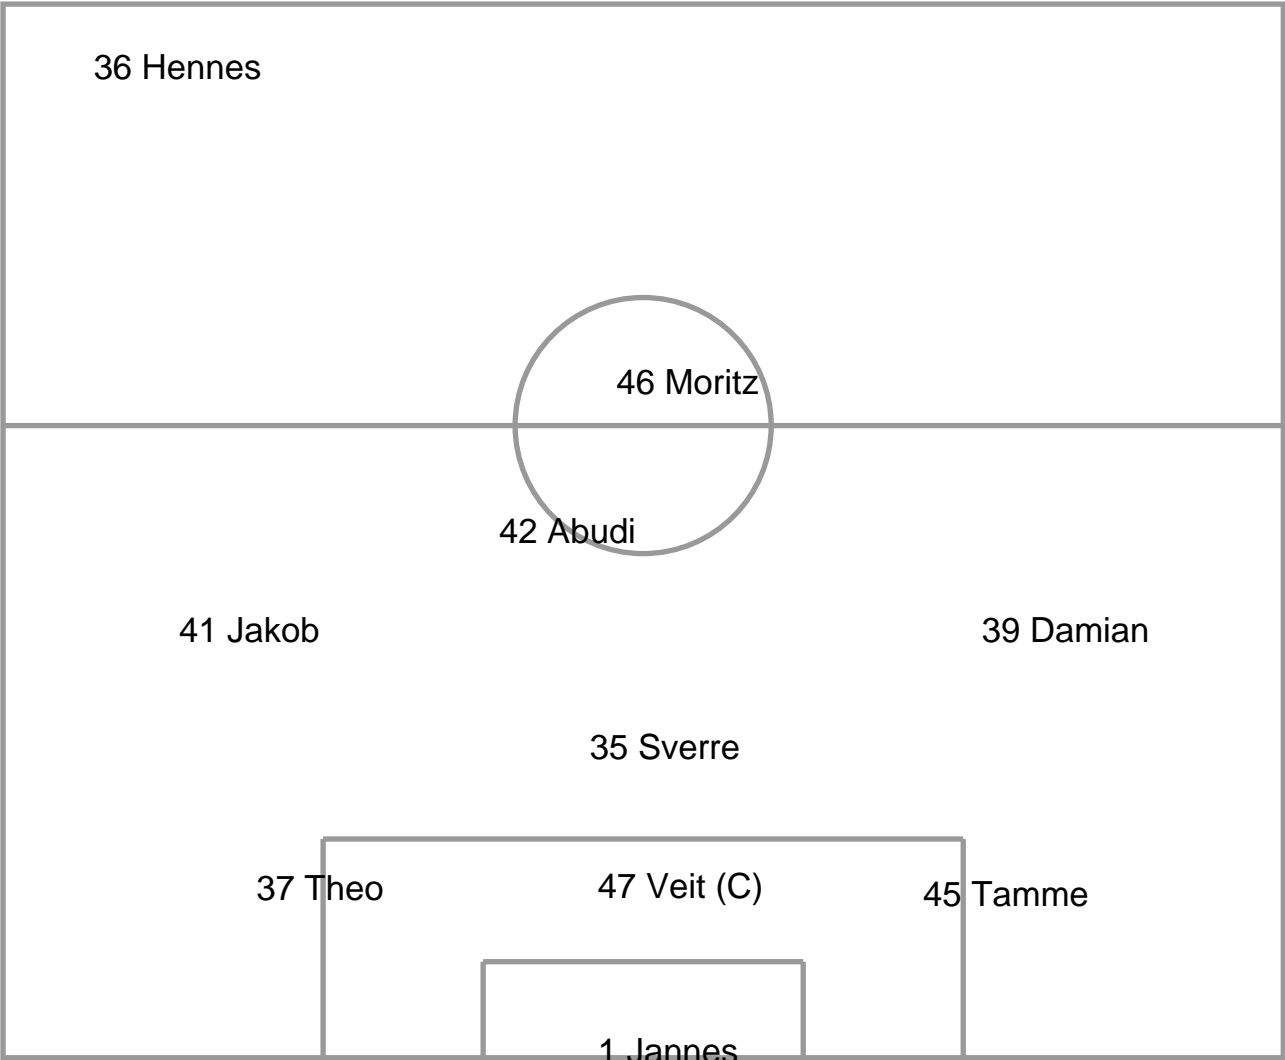 36 Hennes
46 Moritz
42 Abudi
41 Jakob
39 Damian
35 Sverre
37 Theo
47 Veit (C)
45 Tamme
1 Jannes